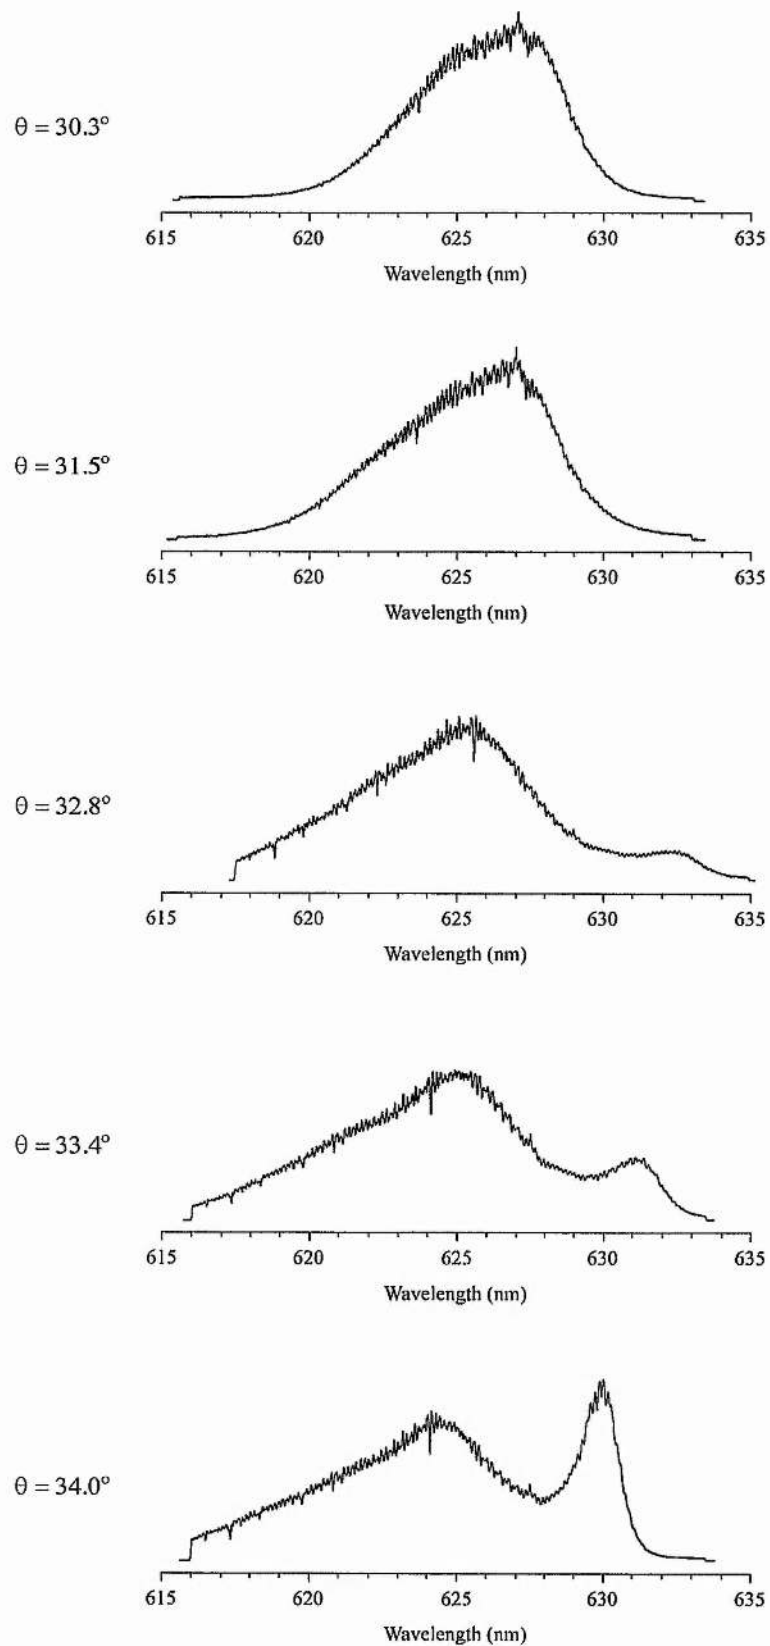 θ = 30.3°
615 620 625 630 635
Wavelength (nm)
θ = 31.5°
615 620 625 630 635
Wavelength (nm)
θ = 32.8°
615 620 625 630 635
Wavelength (nm)
θ = 33.4°
615 620 625 630 635
Wavelength (nm)
θ = 34.0°
615 620 625 630 635
Wavelength (nm)